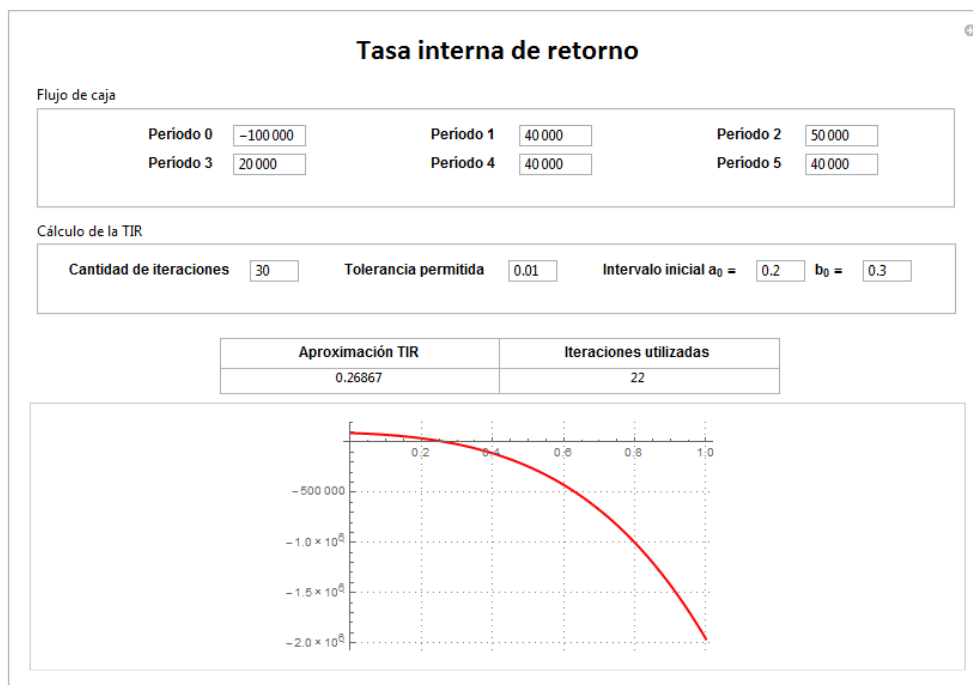 Tasa interna de retorno
Flujo de caja
Período 0 −100 000 Período 1 40 000 Período 2 50 000
Período 3 20 000 Período 4 40 000 Período 5 40 000
Cálculo de la TIR
Cantidad de iteraciones 30 Tolerancia permitida 0.01 Intervalo inicial a₀ = 0.2 b₀ = 0.3
Aproximación TIR Iteraciones utilizadas
0.26867 22
0.2 0.4 0.6 0.8 1.0
−500 000
−1.0 × 10⁶
−1.5 × 10⁶
−2.0 × 10⁶